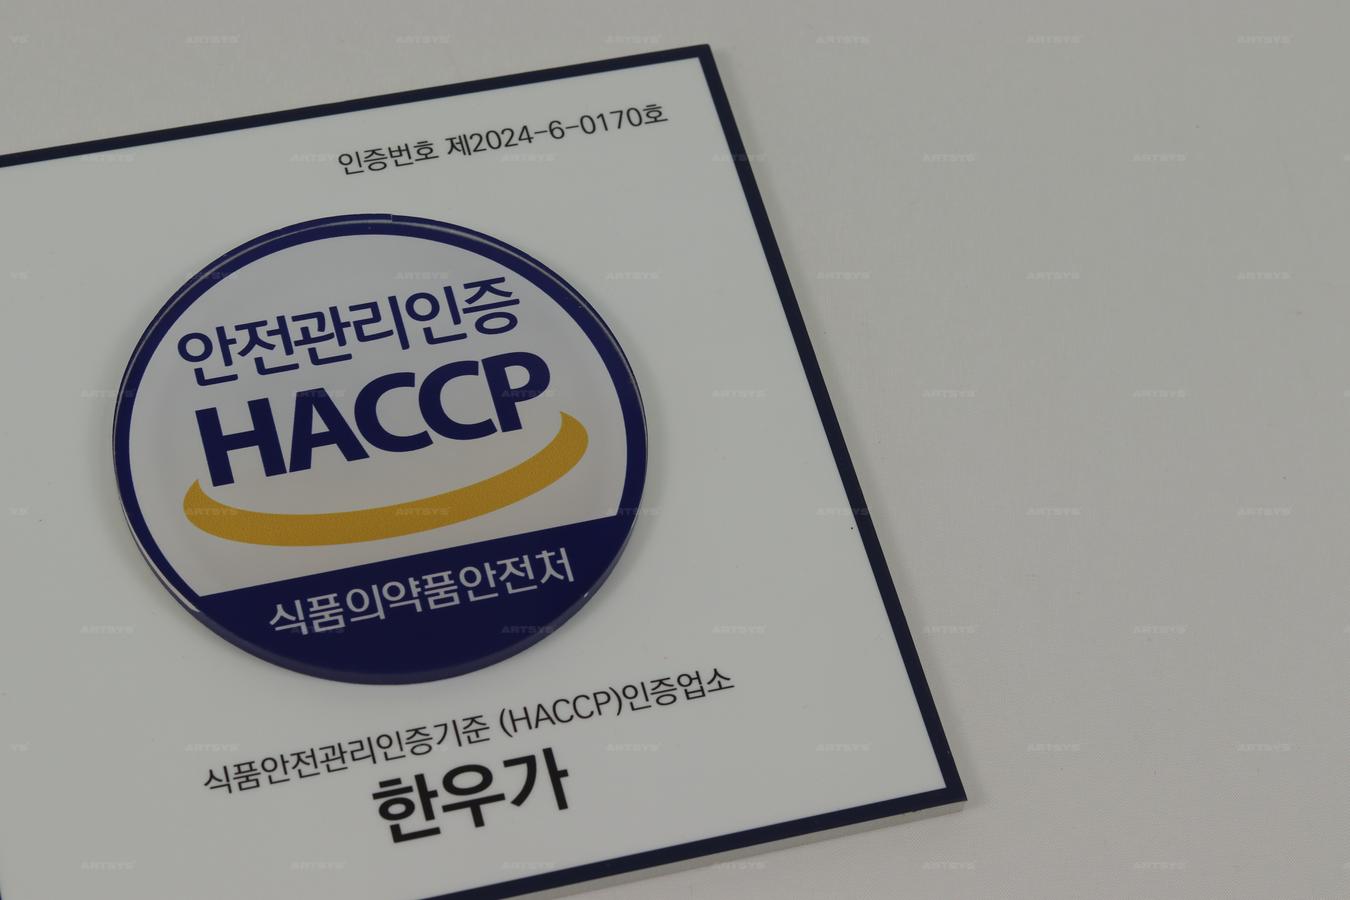 인증번호 제2024-6-0170호
안전관리인증
HACCP
식품의약품안전처
식품안전관리인증기준 (HACCP)인증업소
한우가
ARTSYS